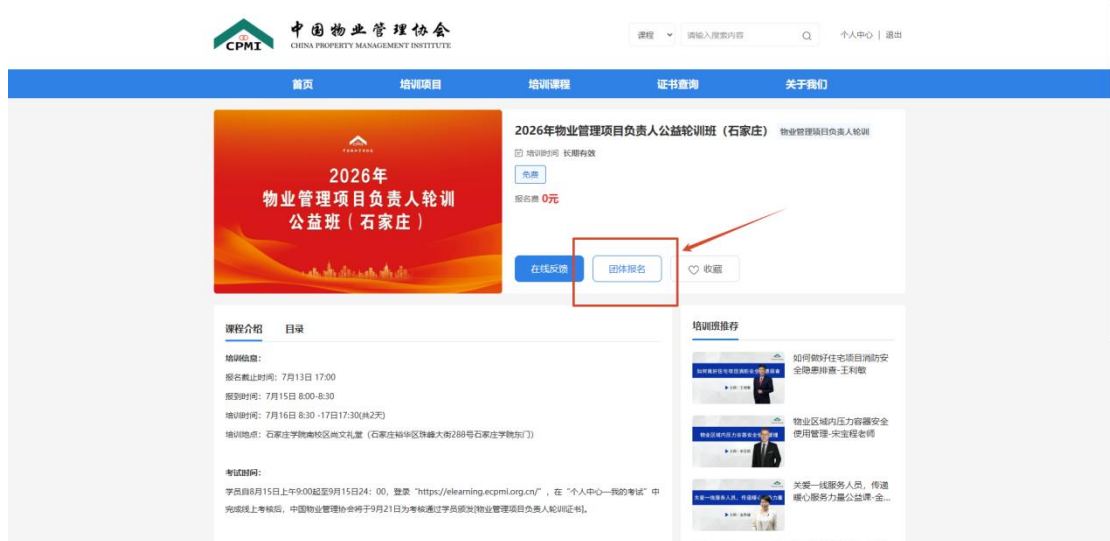 中国物业管理协会
CPMI
CHINA PROPERTY MANAGEMENT INSTITUTE
课程
请输入搜索内容
个人中心 | 退出
首页
培训项目
培训课程
证书查询
关于我们
2026年
物业管理项目负责人轮训
公益班（石家庄）
2026年物业管理项目负责人公益轮训班（石家庄）
物业管理项目负责人轮训
培训时间 长期有效
免费
报名费 0元
在线反馈
团体报名
收藏
课程介绍
目录
培训信息：
报名截止时间：7月13日 17:00
报到时间：7月15日 8:00-8:30
培训时间：7月16日 8:30 -17日17:30(共2天)
培训地点：石家庄学院南校区尚文礼堂（石家庄裕华区珠峰大街288号石家庄学院东门）
考试时间：
学员自8月15日上午9:00起至9月15日24：00，登录“https://elearning.ecpmi.org.cn/”，在“个人中心—我的考试”中
完成线上考核后，中国物业管理协会将于9月21日为考核通过学员颁发[物业管理项目负责人轮训证书]。
培训班推荐
如何做好住宅项目消防安
全隐患排查-王利敏
物业区域内压力容器安全
使用管理-宋宝程老师
关爱一线服务人员，传递
暖心服务力量公益课-金...